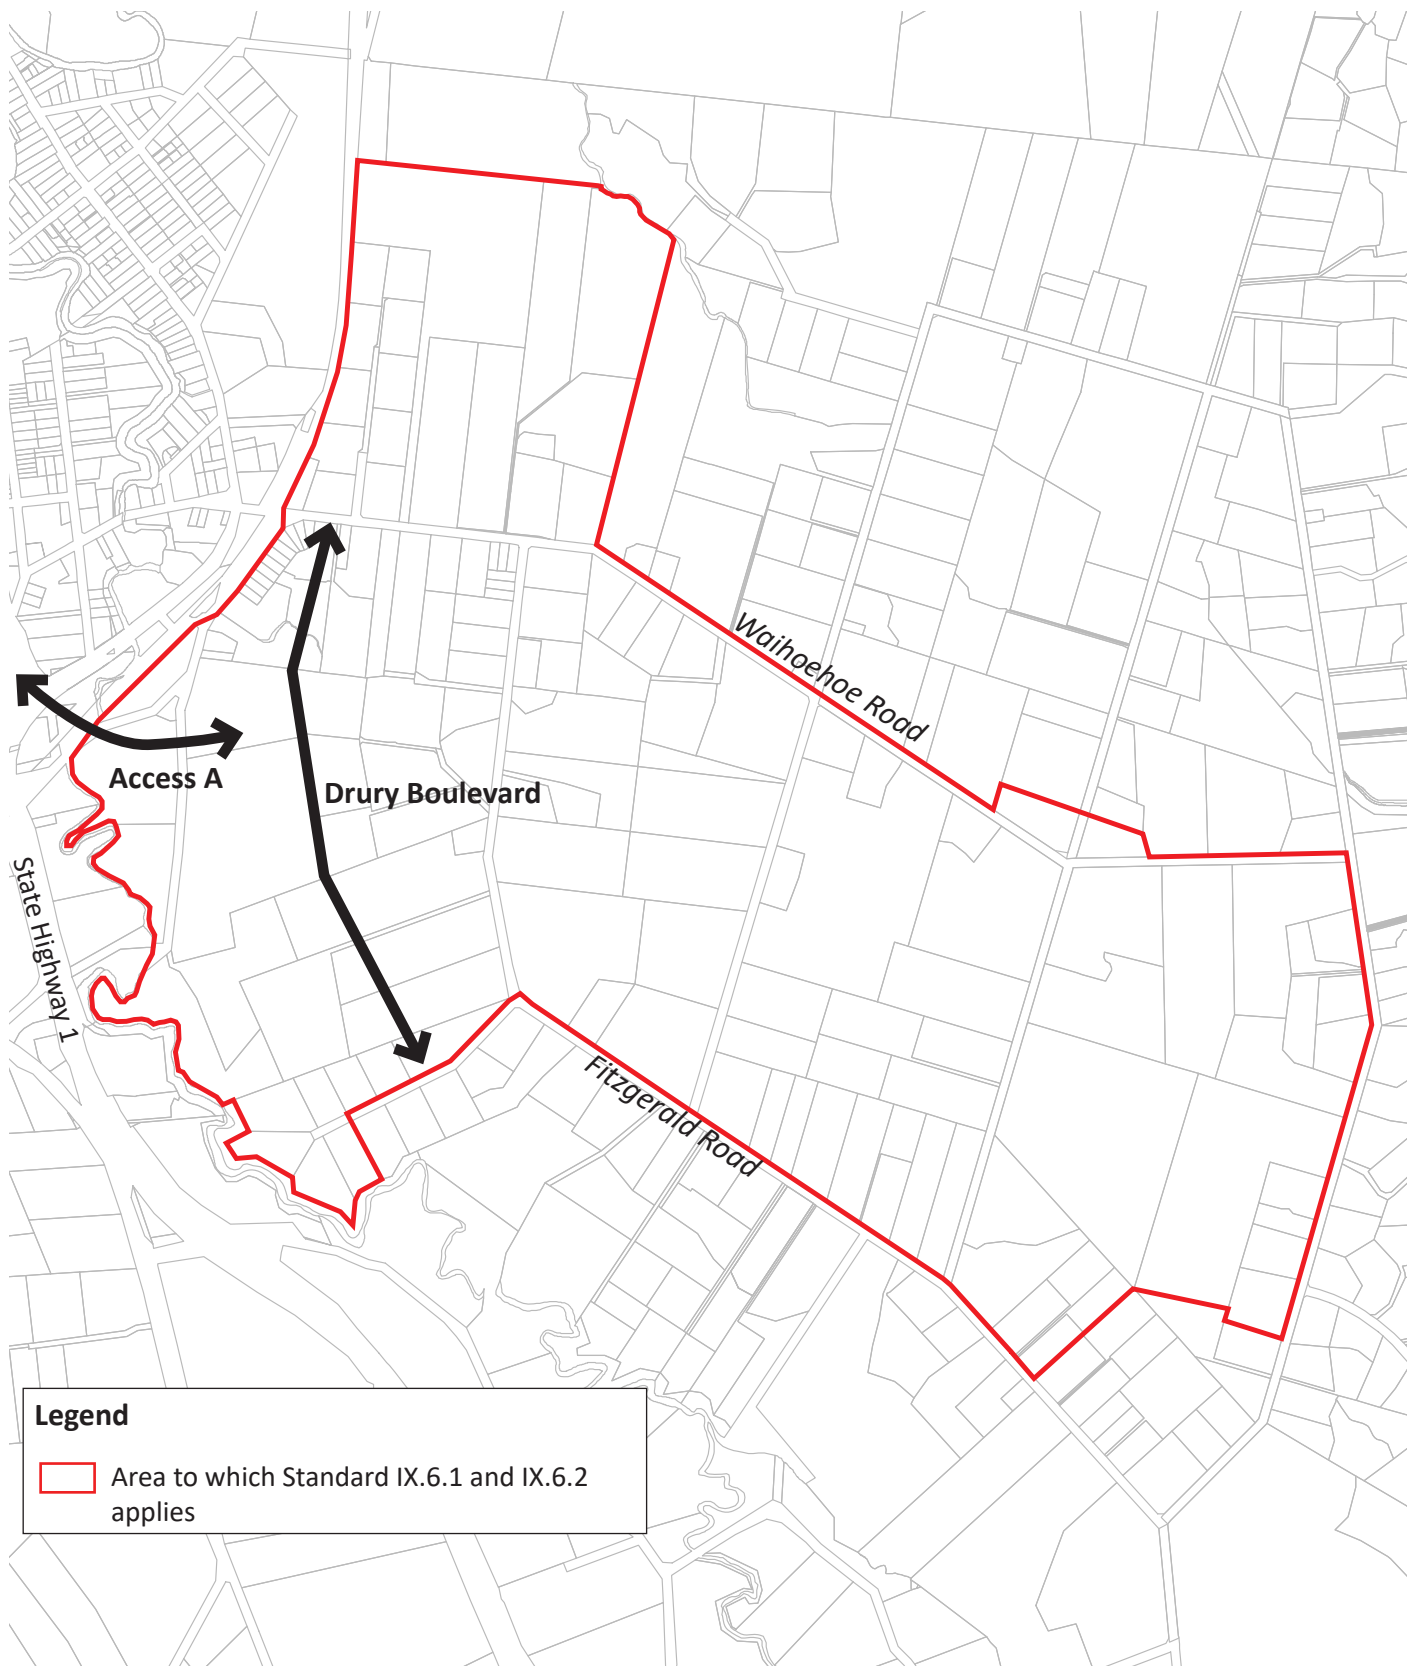 Waihoehoe Road
Access A
Drury Boulevard
State Highway 1
Fitzgerald Road
Legend
Area to which Standard IX.6.1 and IX.6.2
applies